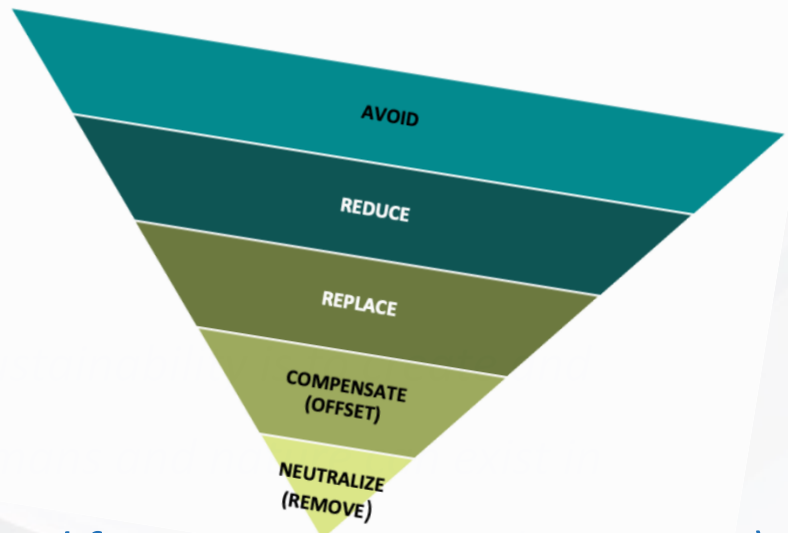 AVOID
REDUCE
REPLACE
COMPENSATE
(OFFSET)
NEUTRALIZE
(REMOVE)